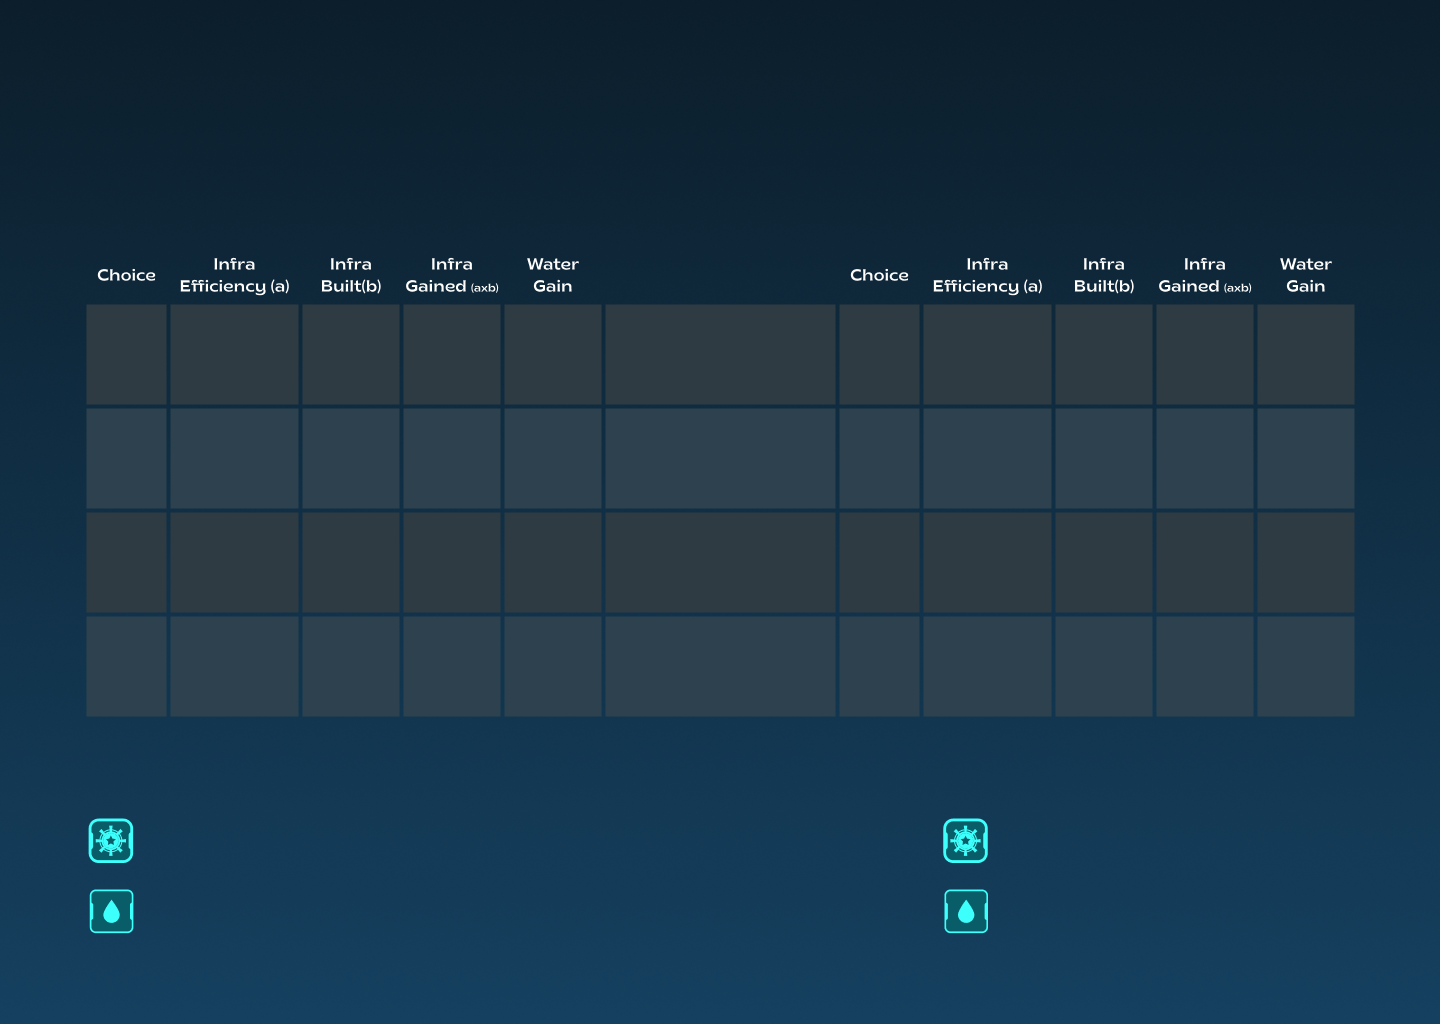 Choice
Infra
Efficiency (a)
Infra
Built(b)
Infra
Gained (axb)
Water
Gain
Choice
Infra
Efficiency (a)
Infra
Built(b)
Infra
Gained (axb)
Water
Gain